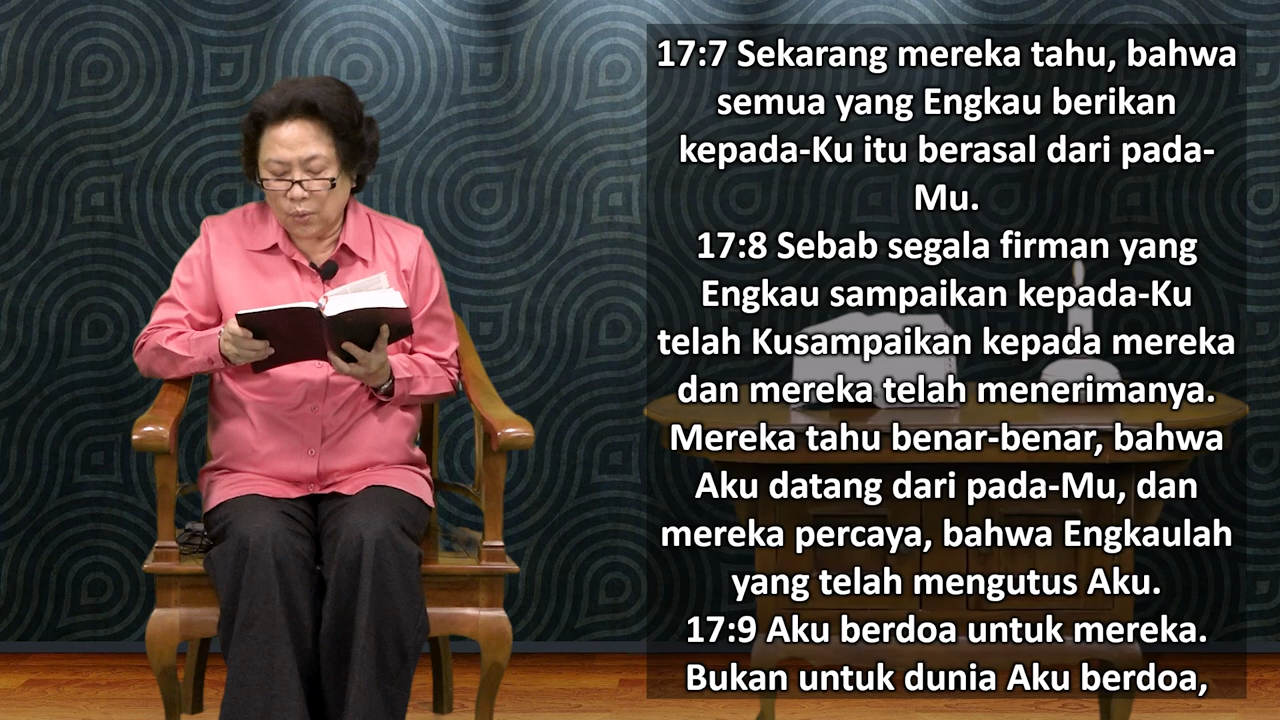 17:7 Sekarang mereka tahu, bahwa
semua yang Engkau berikan
kepada-Ku itu berasal dari pada-
Mu.
17:8 Sebab segala firman yang
Engkau sampaikan kepada-Ku
telah Kusampaikan kepada mereka
dan mereka telah menerimanya.
Mereka tahu benar-benar, bahwa
Aku datang dari pada-Mu, dan
mereka percaya, bahwa Engkaulah
yang telah mengutus Aku.
17:9 Aku berdoa untuk mereka.
Bukan untuk dunia Aku berdoa,